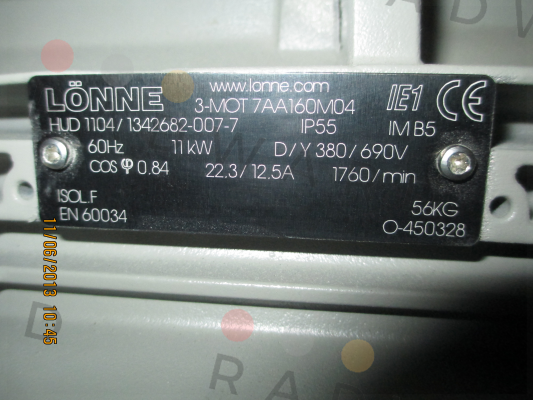 LÖNNE
www.lonne.com
IE1 CE
3-MOT 7AA160M04
HUD 1104 / 1342682-007-7 IP55 IM B5
60Hz 11kW D/Y 380/690V
COS φ 0.84 22.3/12.5A 1760/min
ISOL.F 56KG
EN 60034 O-450328
11/06/2013 10:45